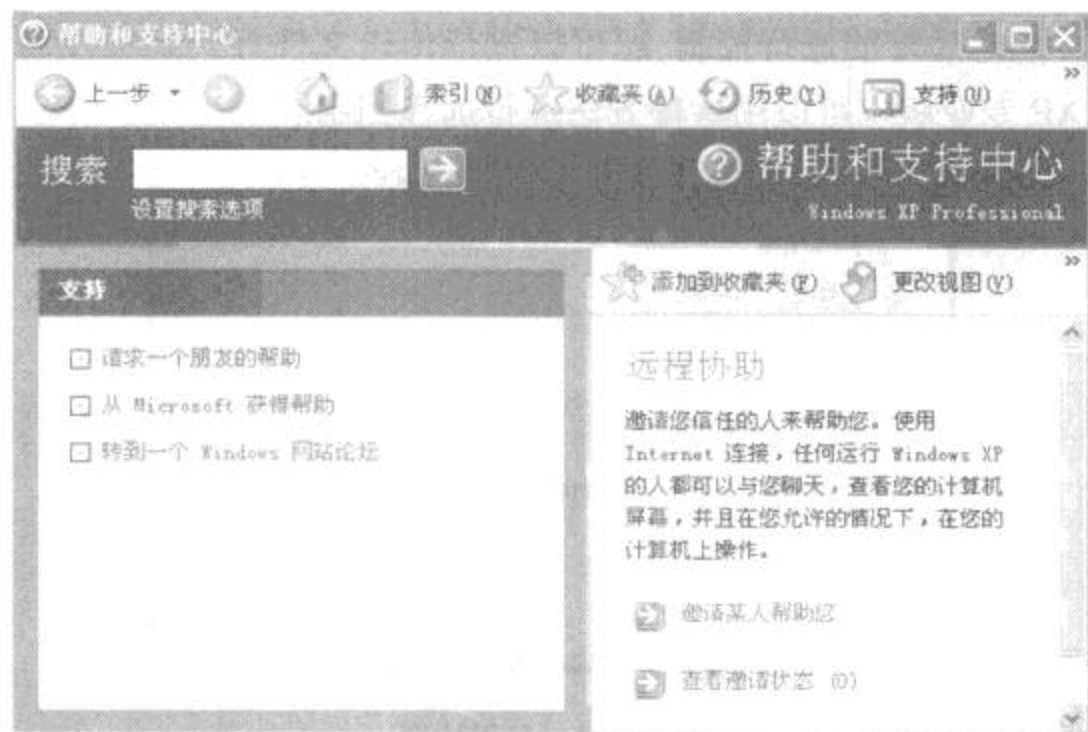 帮助和支持中心
上一步 索引(N) 收藏夹(A) 历史(Y) 支持(U) »
搜索
设置搜索选项
帮助和支持中心
Windows XP Professional
支持
请求一个朋友的帮助
从 Microsoft 获得帮助
转到一个 Windows 网站论坛
添加到收藏夹(F) 更改视图(V) »
远程协助
邀请您信任的人来帮助您。使用
Internet 连接，任何运行 Windows XP
的人都可以与您聊天，查看您的计算机
屏幕，并且在您允许的情况下，在您的
计算机上操作。
邀请某人帮助您
查看邀请状态 (0)